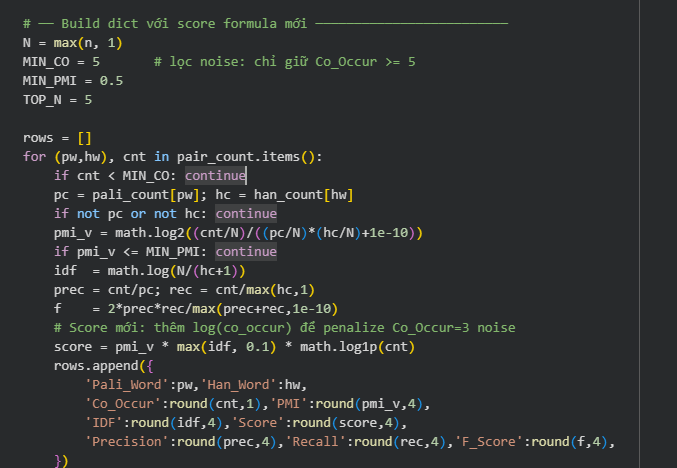 # —— Build dict với score formula mới ————————————————————————
N = max(n, 1)
MIN_CO = 5       # lọc noise: chỉ giữ Co_Occur >= 5
MIN_PMI = 0.5
TOP_N = 5
rows = []
for (pw,hw), cnt in pair_count.items():
    if cnt < MIN_CO: continue
    pc = pali_count[pw]; hc = han_count[hw]
    if not pc or not hc: continue
    pmi_v = math.log2((cnt/N)/((pc/N)*(hc/N)+1e-10))
    if pmi_v <= MIN_PMI: continue
    idf  = math.log(N/(hc+1))
    prec = cnt/pc; rec = cnt/max(hc,1)
    f    = 2*prec*rec/max(prec+rec,1e-10)
    # Score mới: thêm log(co_occur) để penalize Co_Occur=3 noise
    score = pmi_v * max(idf, 0.1) * math.log1p(cnt)
    rows.append({
        'Pali_Word':pw,'Han_Word':hw,
        'Co_Occur':round(cnt,1),'PMI':round(pmi_v,4),
        'IDF':round(idf,4),'Score':round(score,4),
        'Precision':round(prec,4),'Recall':round(rec,4),'F_Score':round(f,4),
    })